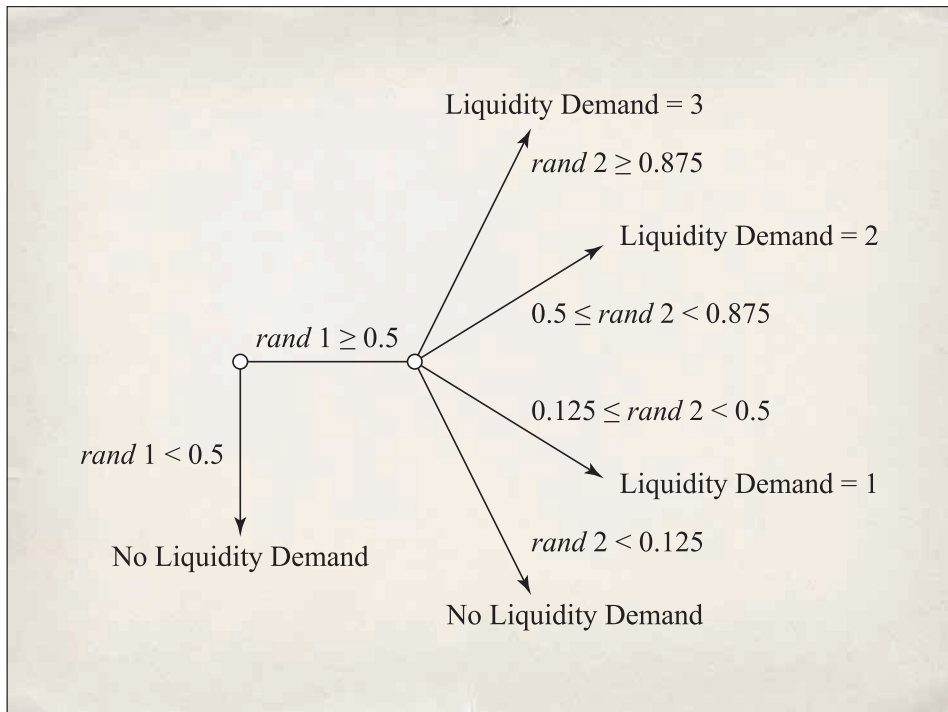 Liquidity Demand = 3
rand 2 ≥ 0.875
Liquidity Demand = 2
0.5 ≤ rand 2 < 0.875
rand 1 ≥ 0.5
0.125 ≤ rand 2 < 0.5
rand 1 < 0.5
Liquidity Demand = 1
rand 2 < 0.125
No Liquidity Demand
No Liquidity Demand